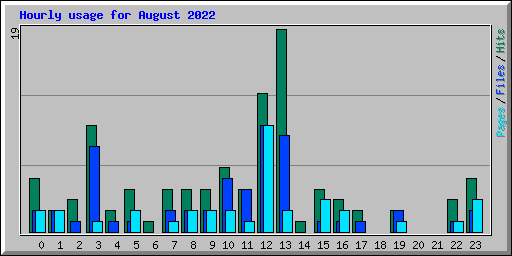 Hourly usage for August 2022
19
Pages/Files/Hits
0 1 2 3 4 5 6 7 8 9 10 11 12 13 14 15 16 17 18 19 20 21 22 23